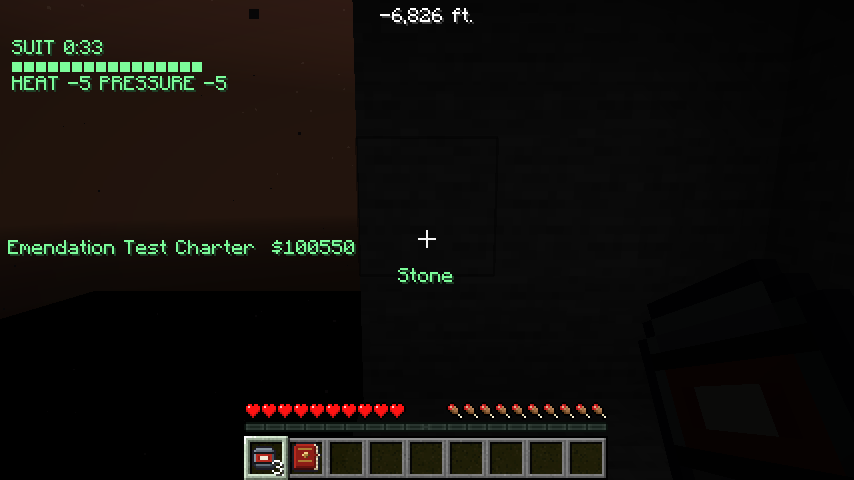 -6,826 ft.
SUIT 0:33
HEAT -5 PRESSURE -5
Emendation Test Charter $100550
Stone
3